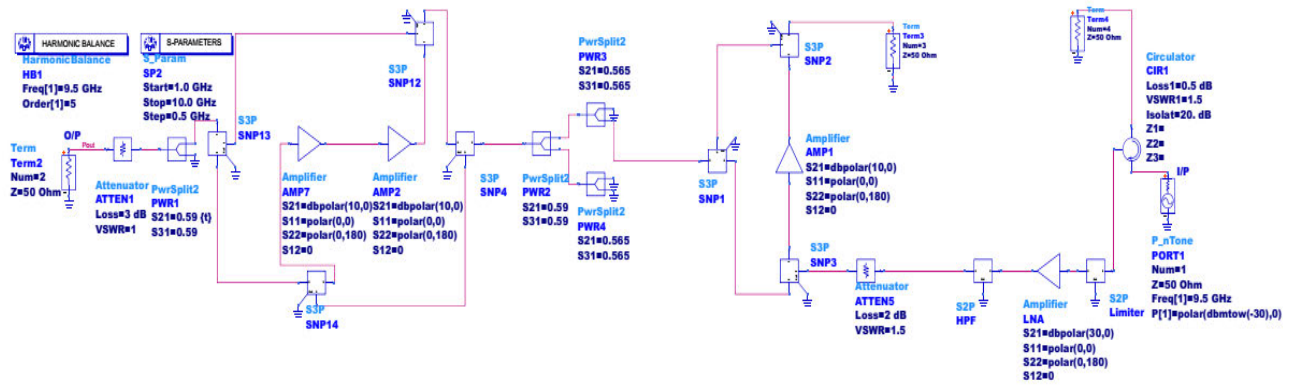 HARMONIC BALANCE
HarmonicBalance
HB1
Freq[1]=9.5 GHz
Order[1]=5
S-PARAMETERS
S_Param
SP2
Start=1.0 GHz
Stop=10.0 GHz
Step=0.5 GHz
Term
Term2
Num=2
Z=50 Ohm
O/P
Pout
Attenuator
ATTEN1
Loss=3 dB
VSWR=1
PwrSplit2
PWR1
S21=0.59 {t}
S31=0.59
S3P
SNP13
Amplifier
AMP7
S21=dbpolar(10,0)
S11=polar(0,0)
S22=polar(0,180)
S12=0
S3P
SNP14
S3P
SNP12
Amplifier
AMP2
S21=dbpolar(10,0)
S11=polar(0,0)
S22=polar(0,180)
S12=0
S3P
SNP4
PwrSplit2
PWR2
S21=0.59
S31=0.59
PwrSplit2
PWR3
S21=0.565
S31=0.565
PwrSplit2
PWR4
S21=0.565
S31=0.565
S3P
SNP1
S3P
SNP2
Term
Term3
Num=3
Z=50 Ohm
Amplifier
AMP1
S21=dbpolar(10,0)
S11=polar(0,0)
S22=polar(0,180)
S12=0
S3P
SNP3
Attenuator
ATTEN5
Loss=2 dB
VSWR=1.5
S2P
HPF
Amplifier
LNA
S21=dbpolar(30,0)
S11=polar(0,0)
S22=polar(0,180)
S12=0
S2P
Limiter
Term
Term4
Num=4
Z=50 Ohm
Circulator
CIR1
Loss1=0.5 dB
VSWR1=1.5
Isolat=20. dB
Z1=
Z2=
Z3=
I/P
P_nTone
PORT1
Num=1
Z=50 Ohm
Freq[1]=9.5 GHz
P[1]=polar(dbmtow(-30),0)